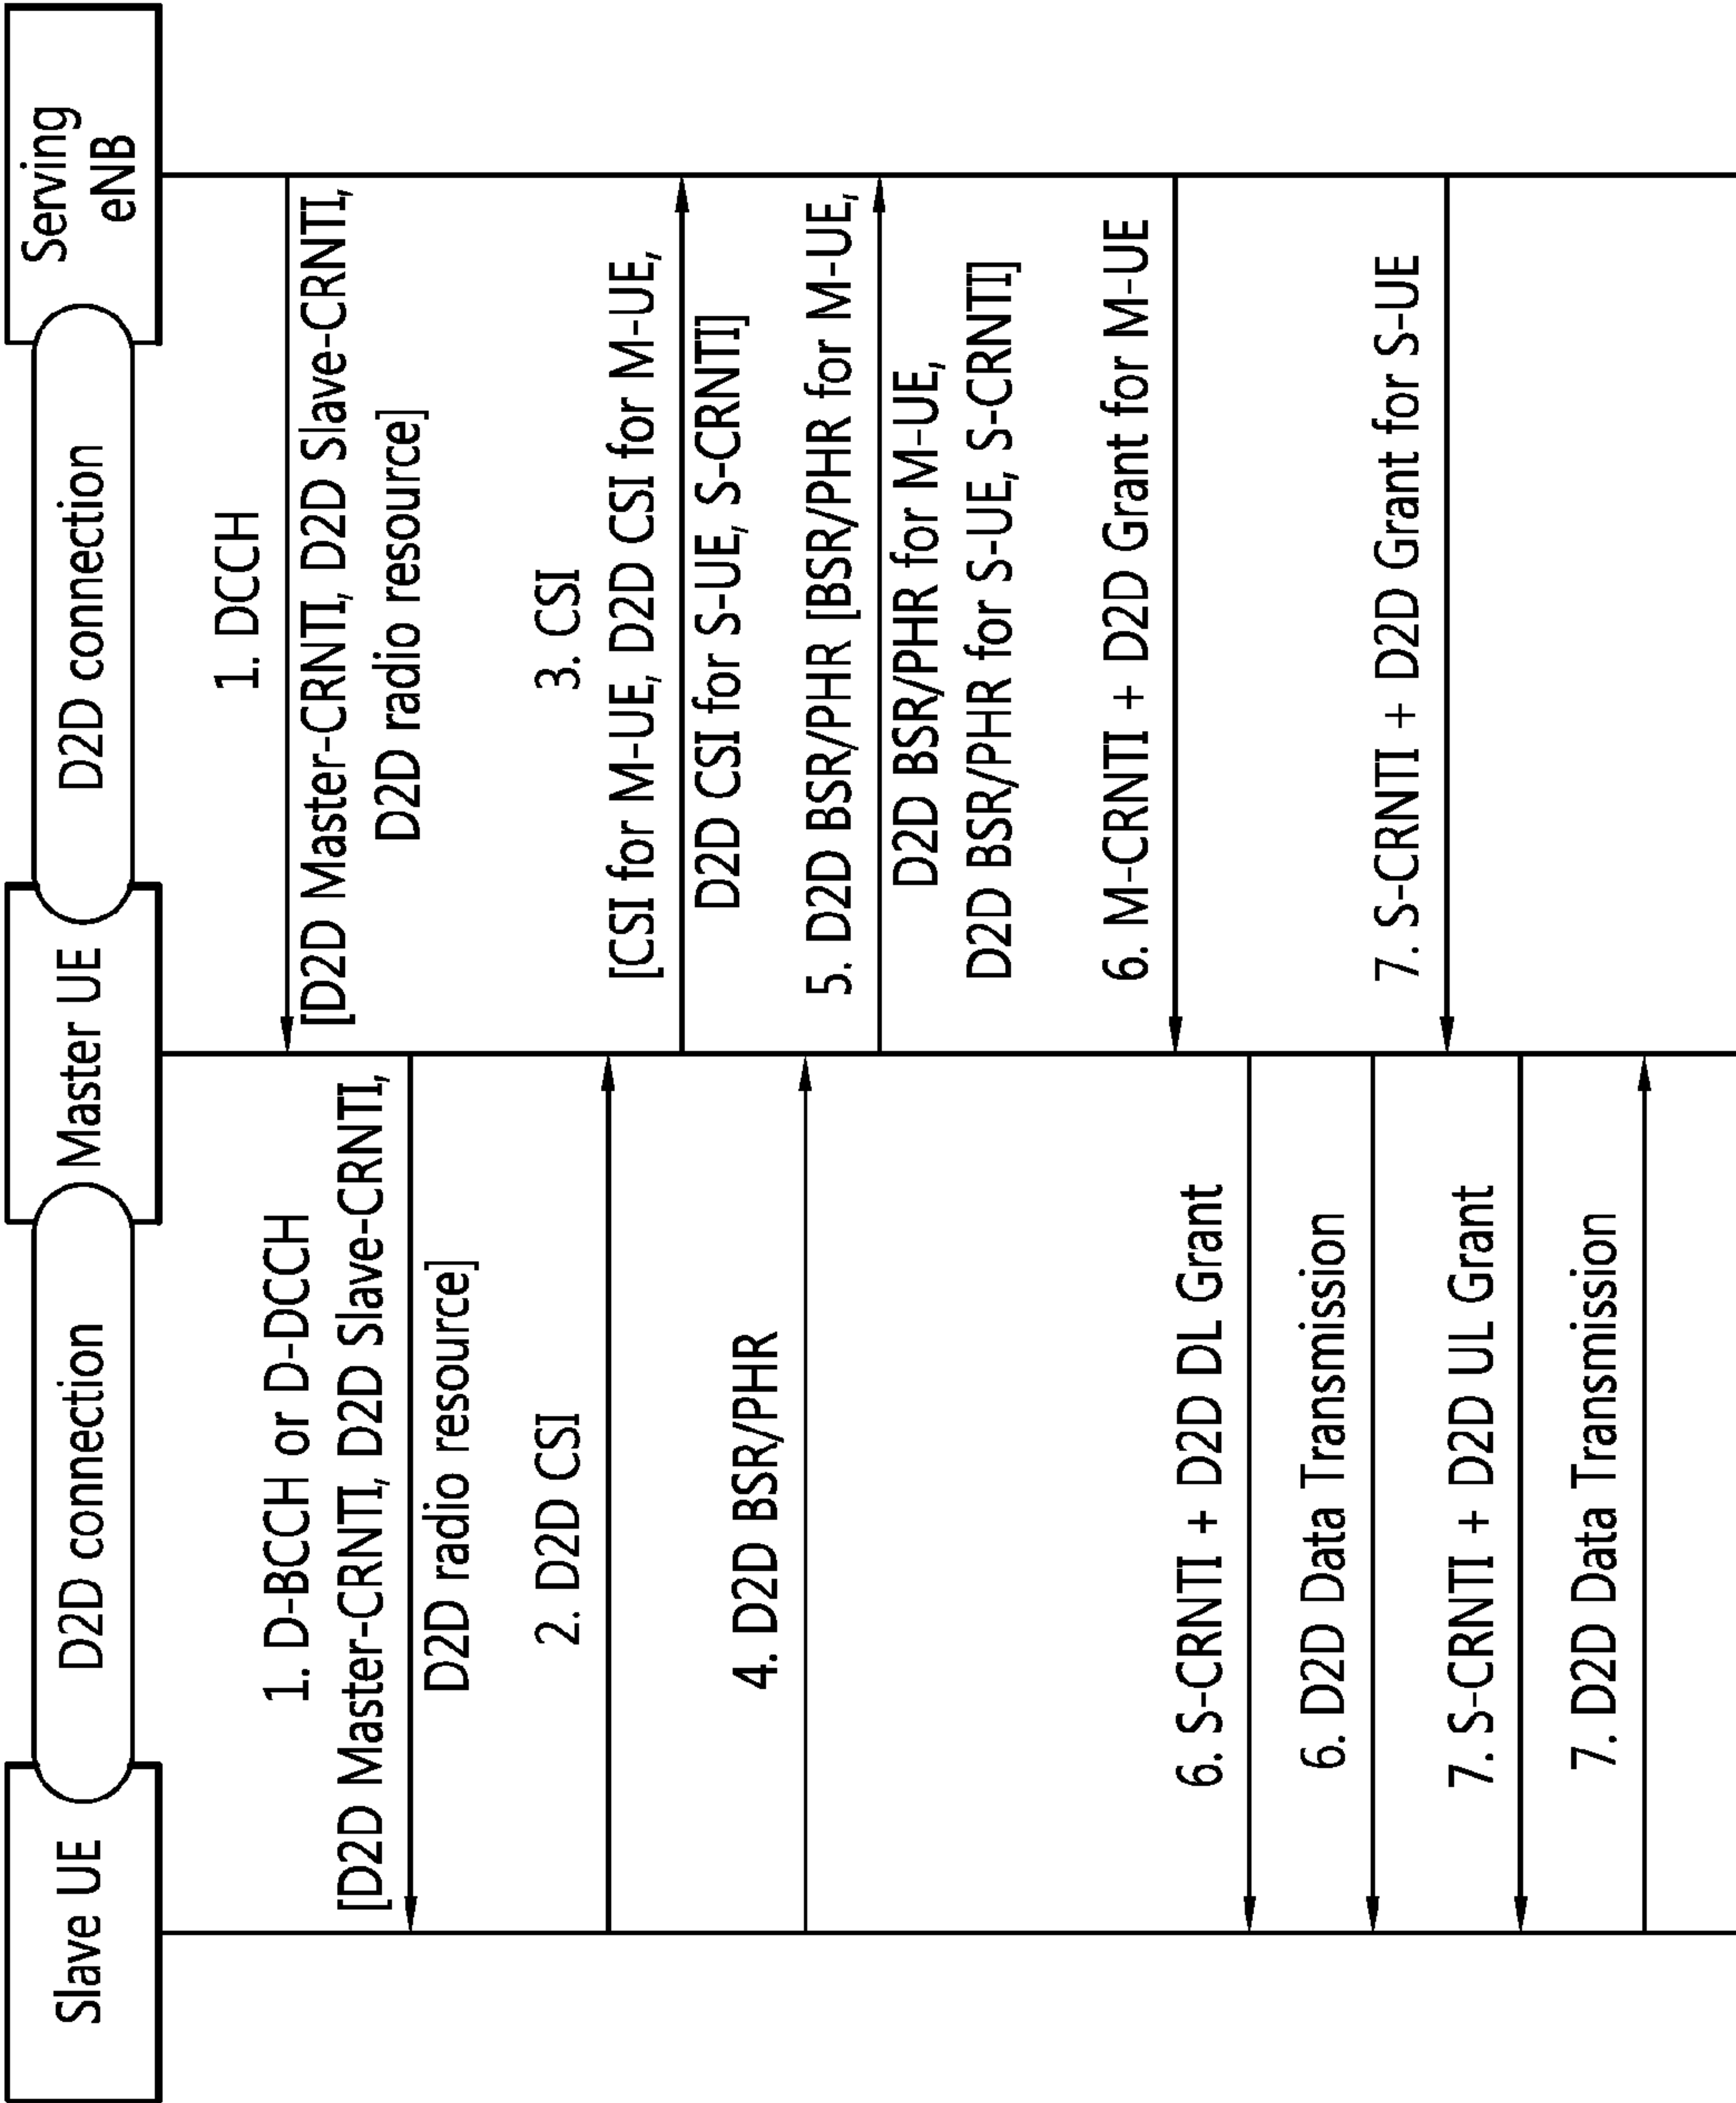 Slave UE
D2D connection
Master UE
D2D connection
Serving
eNB
1. DCCH
[D2D Master-CRNTI, D2D Slave-CRNTI,
D2D radio resource]
1. D-BCCH or D-DCCH
[D2D Master-CRNTI, D2D Slave-CRNTI,
D2D radio resource]
2. D2D CSI
3. CSI
[CSI for M-UE, D2D CSI for M-UE,
D2D CSI for S-UE, S-CRNTI]
4. D2D BSR/PHR
5. D2D BSR/PHR [BSR/PHR for M-UE,
D2D BSR/PHR for M-UE,
D2D BSR/PHR for S-UE, S-CRNTI]
6. M-CRNTI + D2D Grant for M-UE
6. S-CRNTI + D2D DL Grant
6. D2D Data Transmission
7. S-CRNTI + D2D Grant for S-UE
7. S-CRNTI + D2D UL Grant
7. D2D Data Transmission